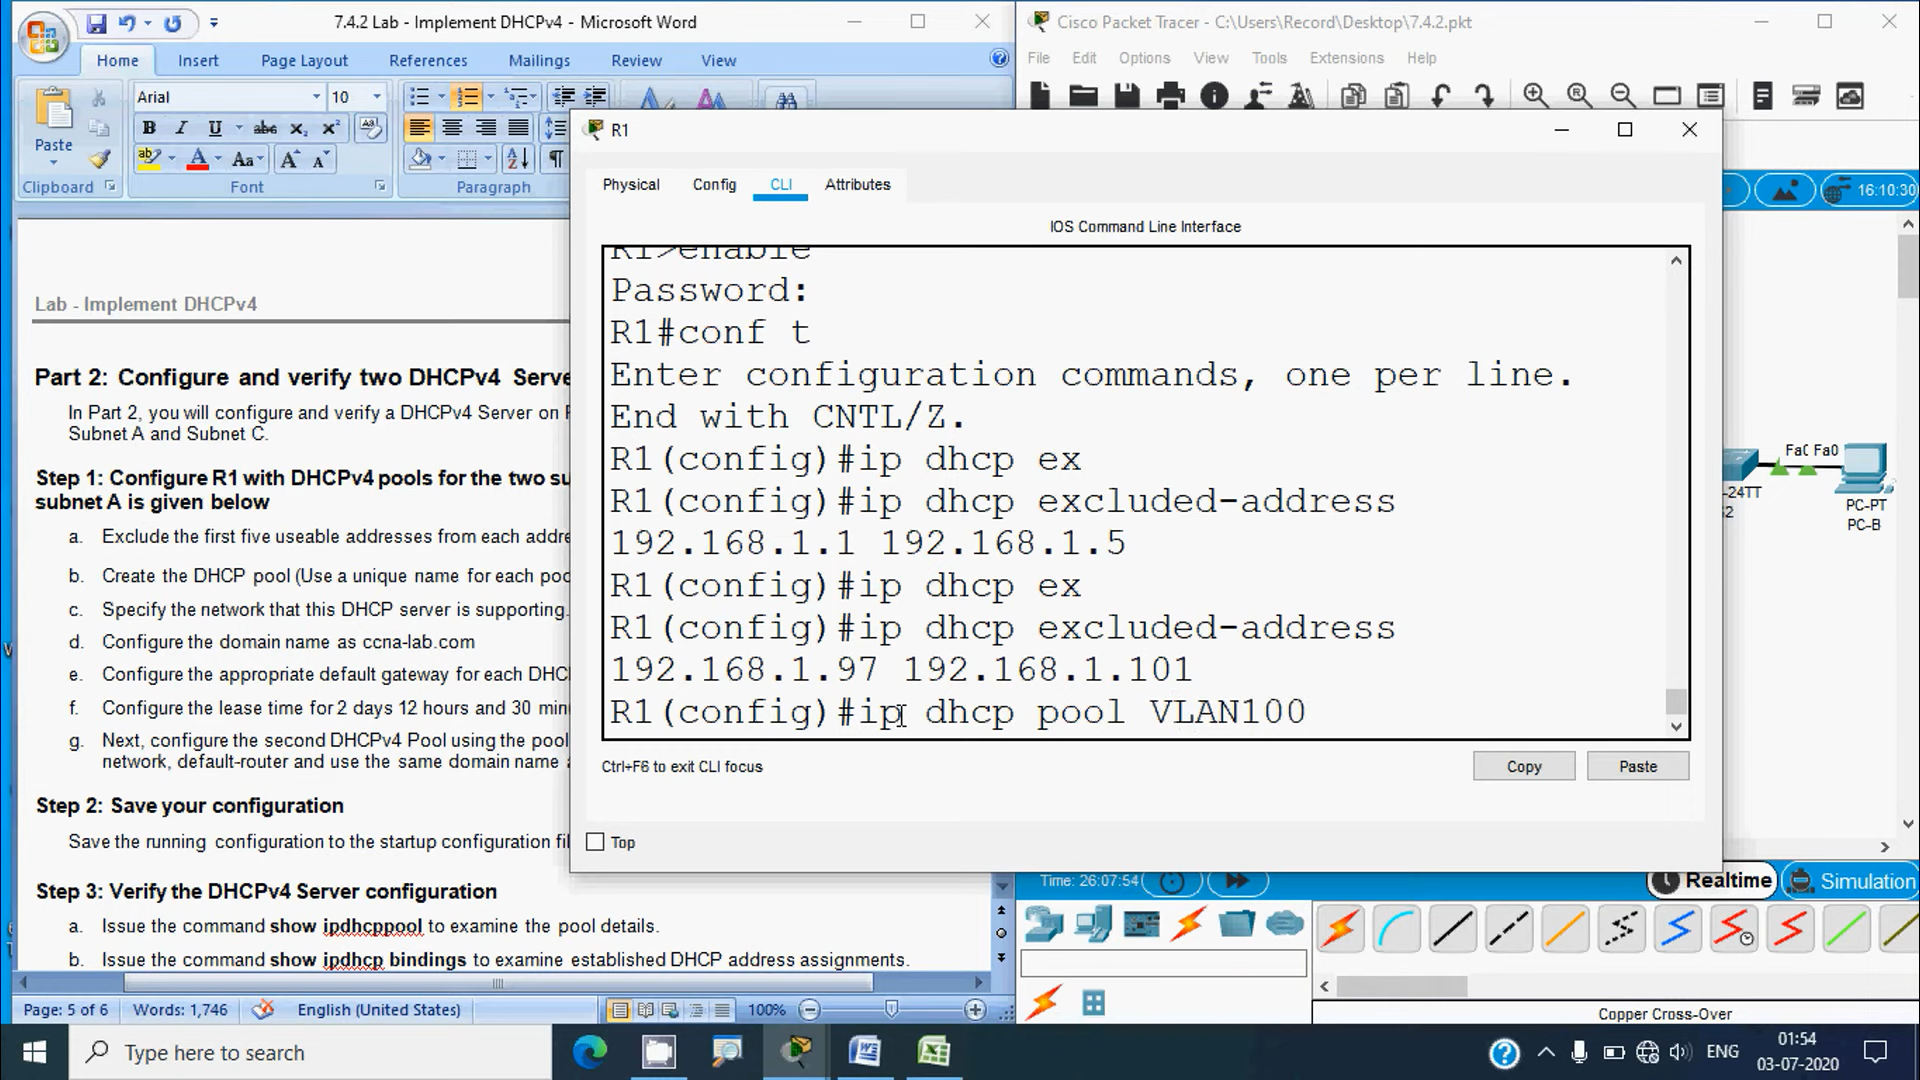 7.4.2 Lab - Implement DHCPv4 - Microsoft Word
Home Insert Page Layout References Mailings Review View
Arial 10
Paste
Clipboard Font Paragraph
Lab - Implement DHCPv4
Part 2: Configure and verify two DHCPv4 Serve
In Part 2, you will configure and verify a DHCPv4 Server on
Subnet A and Subnet C.
Step 1: Configure R1 with DHCPv4 pools for the two su
subnet A is given below
a. Exclude the first five useable addresses from each addre
b. Create the DHCP pool (Use a unique name for each poo
c. Specify the network that this DHCP server is supporting.
d. Configure the domain name as ccna-lab.com
e. Configure the appropriate default gateway for each DHC
f. Configure the lease time for 2 days 12 hours and 30 min
g. Next, configure the second DHCPv4 Pool using the pool
network, default-router and use the same domain name
Step 2: Save your configuration
Save the running configuration to the startup configuration fi
Step 3: Verify the DHCPv4 Server configuration
a. Issue the command show ipdhcppool to examine the pool details.
b. Issue the command show ipdhcp bindings to examine established DHCP address assignments.
Page: 5 of 6 Words: 1,746 English (United States) 100%
Cisco Packet Tracer - C:\Users\Record\Desktop\7.4.2.pkt
File Edit Options View Tools Extensions Help
16:10:30
R1
Physical Config CLI Attributes
IOS Command Line Interface
R1>enable
Password:
R1#conf t
Enter configuration commands, one per line.
End with CNTL/Z.
R1(config)#ip dhcp ex
R1(config)#ip dhcp excluded-address
192.168.1.1 192.168.1.5
R1(config)#ip dhcp ex
R1(config)#ip dhcp excluded-address
192.168.1.97 192.168.1.101
R1(config)#ip dhcp pool VLAN100
Ctrl+F6 to exit CLI focus
Copy Paste
Top
Fa0 Fa0
-24TT
PC-PT
PC-B
Time: 26:07:54
Realtime Simulation
Copper Cross-Over
Type here to search
ENG
01:54
03-07-2020